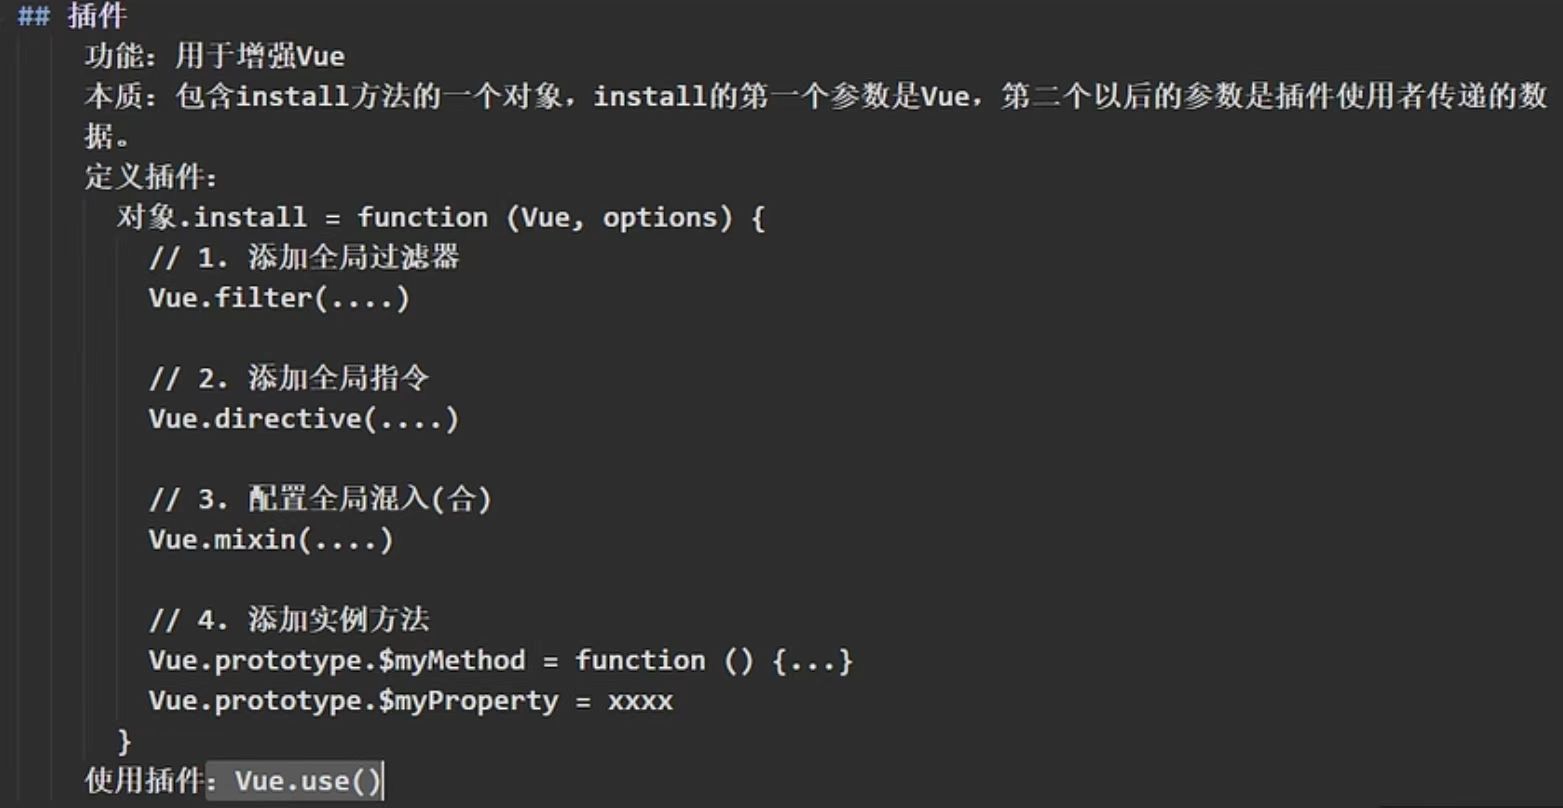 ## 插件
功能：用于增强Vue
本质：包含install方法的一个对象，install的第一个参数是Vue，第二个以后的参数是插件使用者传递的数
据。
定义插件：
对象.install = function (Vue, options) {
// 1. 添加全局过滤器
Vue.filter(....)
// 2. 添加全局指令
Vue.directive(....)
// 3. 配置全局混入(合)
Vue.mixin(....)
// 4. 添加实例方法
Vue.prototype.$myMethod = function () {...}
Vue.prototype.$myProperty = xxxx
}
使用插件：Vue.use()